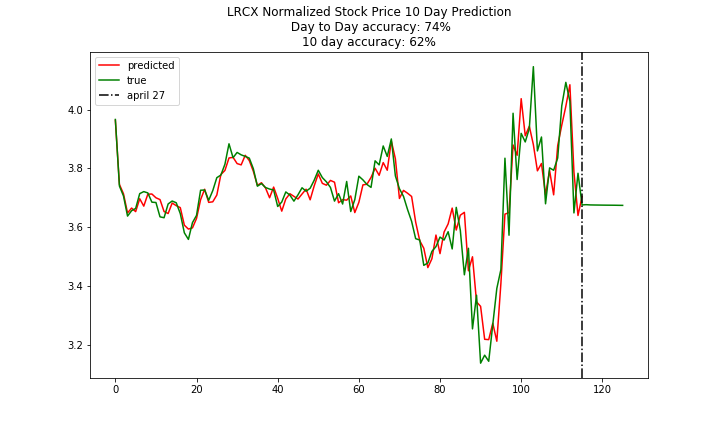 LRCX Normalized Stock Price 10 Day Prediction
Day to Day accuracy: 74%
10 day accuracy: 62%
predicted
true
april 27
4.0
3.8
3.6
3.4
3.2
0 20 40 60 80 100 120